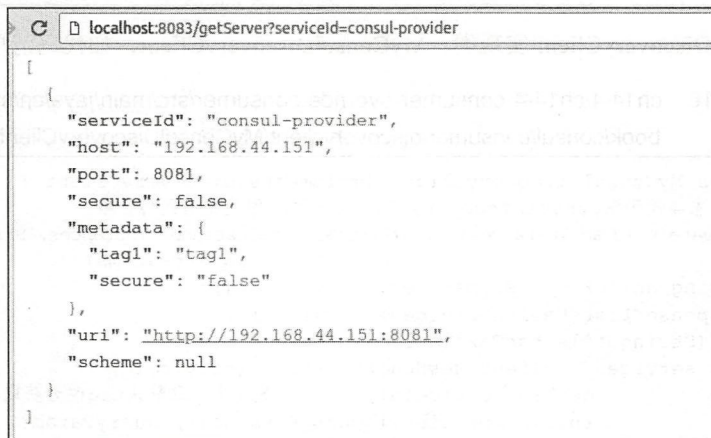 localhost:8083/getServer?serviceId=consul-provider
[
{
"serviceId": "consul-provider",
"host": "192.168.44.151",
"port": 8081,
"secure": false,
"metadata": {
"tag1": "tag1",
"secure": "false"
},
"uri": "http://192.168.44.151:8081",
"scheme": null
}
]